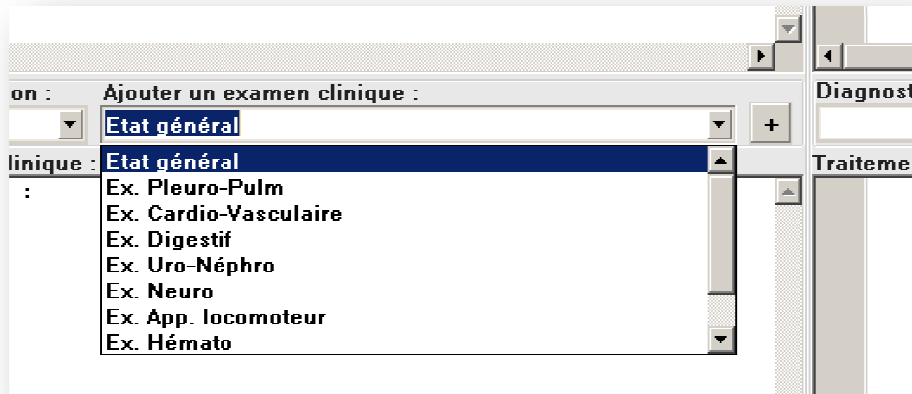 on : Ajouter un examen clinique : Diagnost
Etat général +
linique : Etat général Traiteme
: Ex. Pleuro-Pulm
Ex. Cardio-Vasculaire
Ex. Digestif
Ex. Uro-Néphro
Ex. Neuro
Ex. App. locomoteur
Ex. Hémato